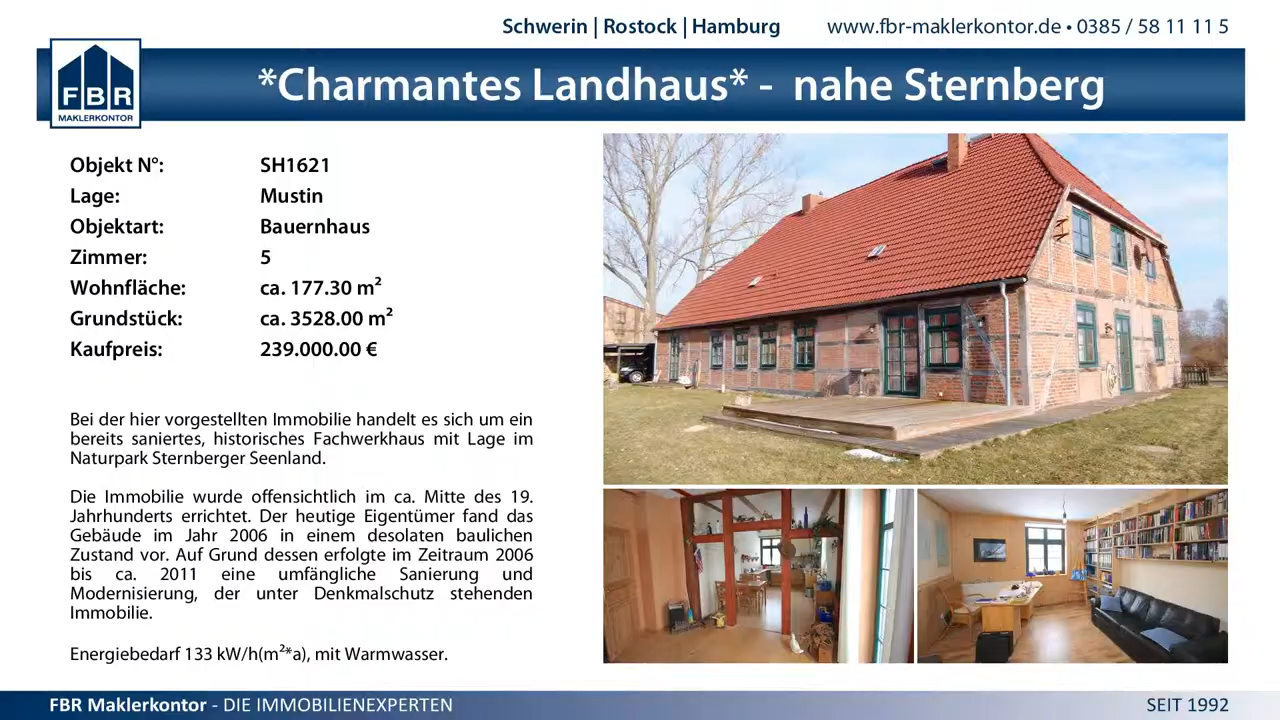 Schwerin | Rostock | Hamburg www.fbr-maklerkontor.de • 0385 / 58 11 11 5
FBR
MAKLERKONTOR
*Charmantes Landhaus* - nahe Sternberg
Objekt N°: SH1621
Lage: Mustin
Objektart: Bauernhaus
Zimmer: 5
Wohnfläche: ca. 177.30 m²
Grundstück: ca. 3528.00 m²
Kaufpreis: 239.000.00 €
Bei der hier vorgestellten Immobilie handelt es sich um ein
bereits saniertes, historisches Fachwerkhaus mit Lage im
Naturpark Sternberger Seenland.
Die Immobilie wurde offensichtlich im ca. Mitte des 19.
Jahrhunderts errichtet. Der heutige Eigentümer fand das
Gebäude im Jahr 2006 in einem desolaten baulichen
Zustand vor. Auf Grund dessen erfolgte im Zeitraum 2006
bis ca. 2011 eine umfängliche Sanierung und
Modernisierung, der unter Denkmalschutz stehenden
Immobilie.
Energiebedarf 133 kW/h(m²*a), mit Warmwasser.
FBR Maklerkontor - DIE IMMOBILIENEXPERTEN SEIT 1992